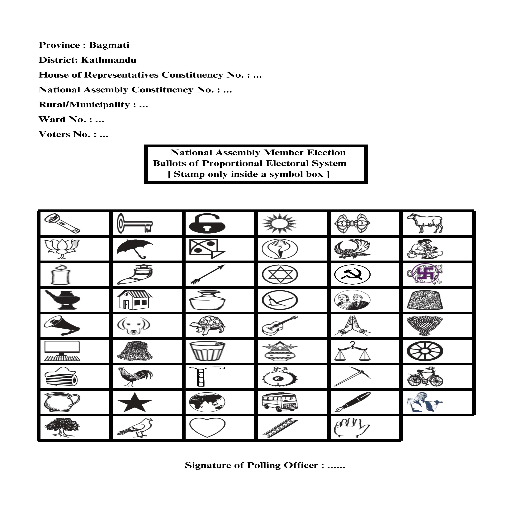 Province : Bagmati
District: Kathmandu
House of Representatives Constituency No. : ...
National Assembly Constituency No. : ...
Rural/Municipality : ...
Ward No. : ...
Voters No. : ...
National Assembly Member Election
Ballots of Proportional Electoral System
[ Stamp only inside a symbol box ]
Signature of Polling Officer : ......